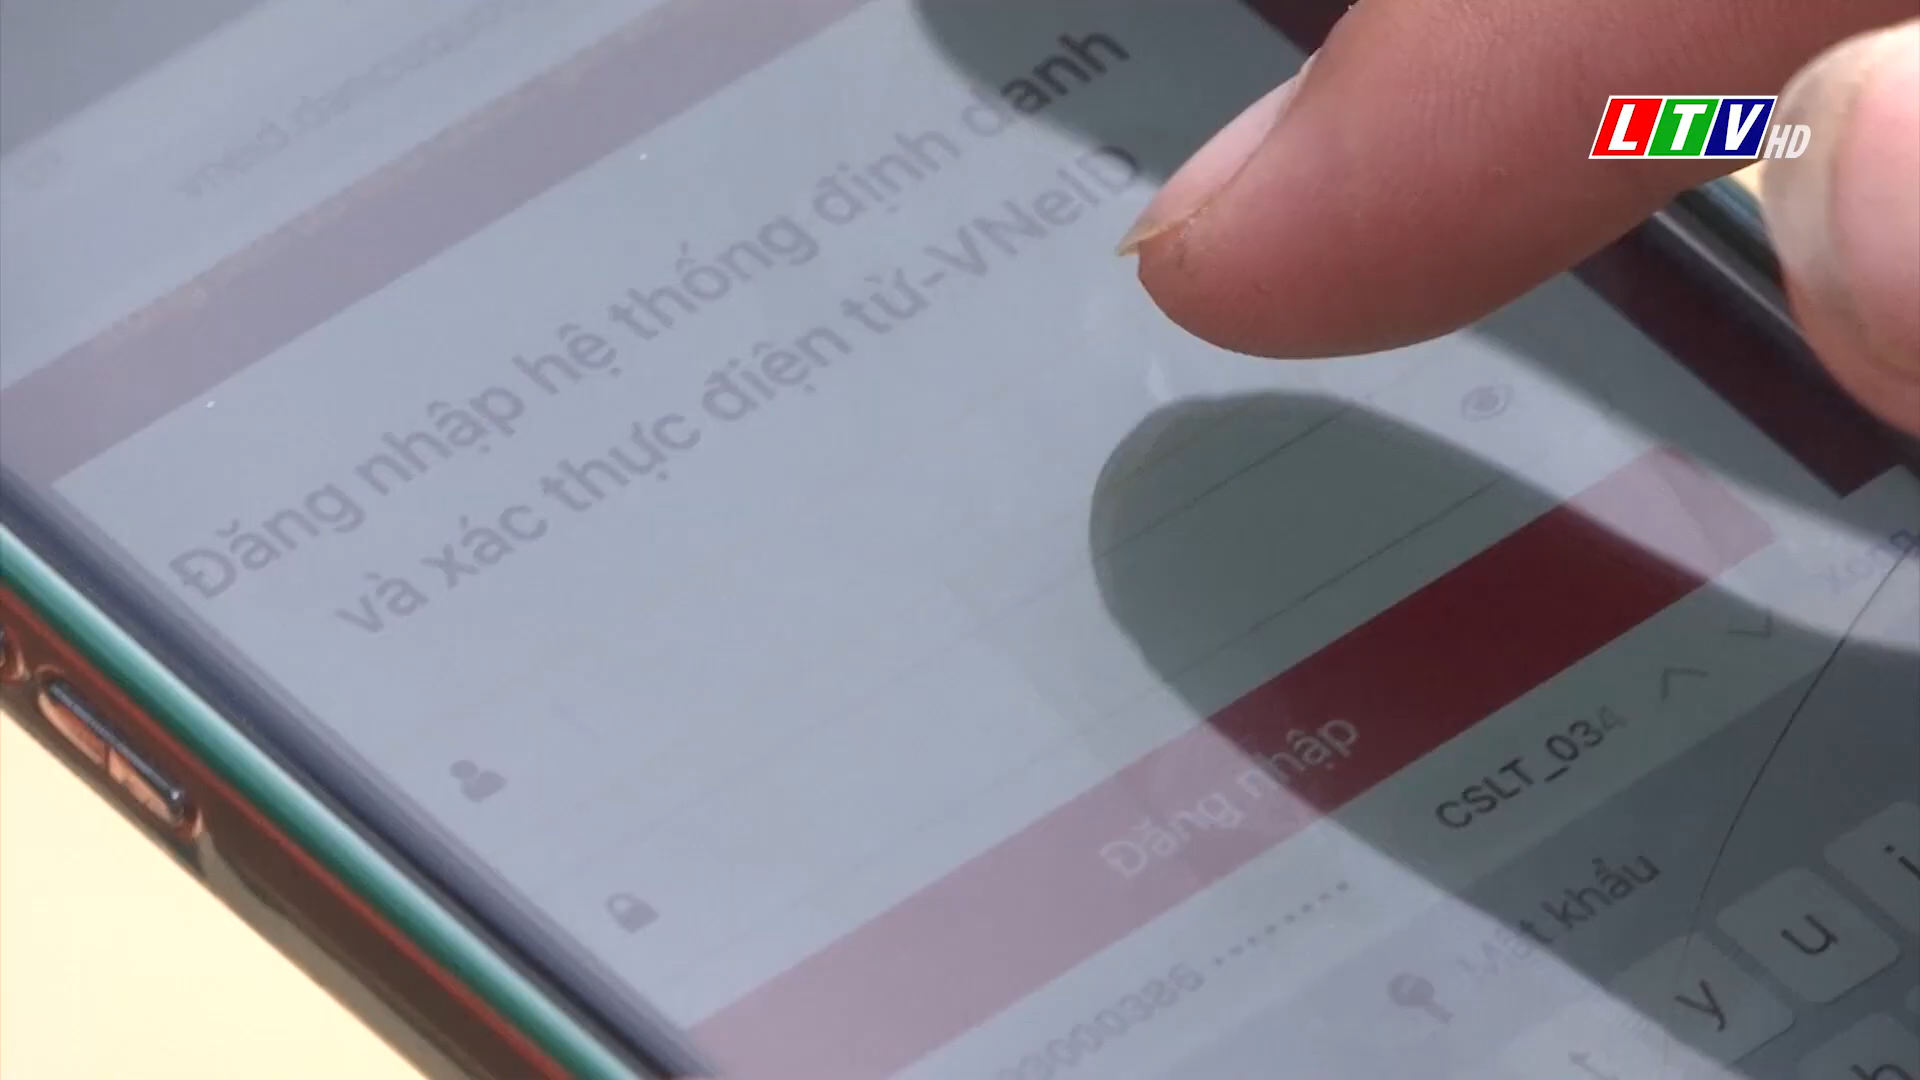 LTV HD
Đăng nhập hệ thống định danh
và xác thực điện tử-VNeID
Đăng nhập
CSLT_034
Mật khẩu
y u i